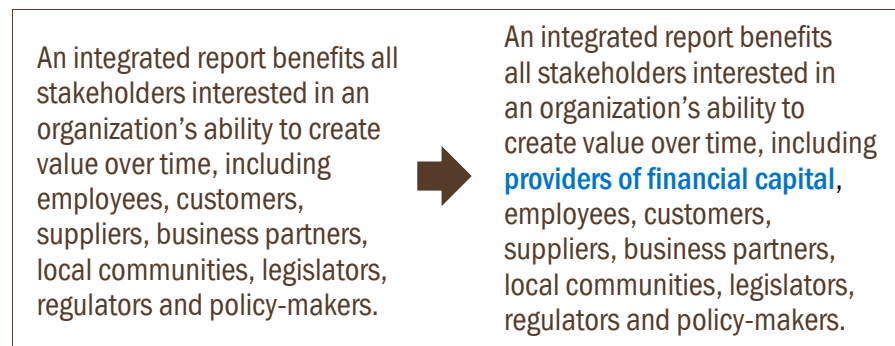 An integrated report benefits all
stakeholders interested in an
organization's ability to create
value over time, including
employees, customers,
suppliers, business partners,
local communities, legislators,
regulators and policy-makers.
An integrated report benefits
all stakeholders interested in
an organization's ability to
create value over time, including
providers of financial capital,
employees, customers,
suppliers, business partners,
local communities, legislators,
regulators and policy-makers.